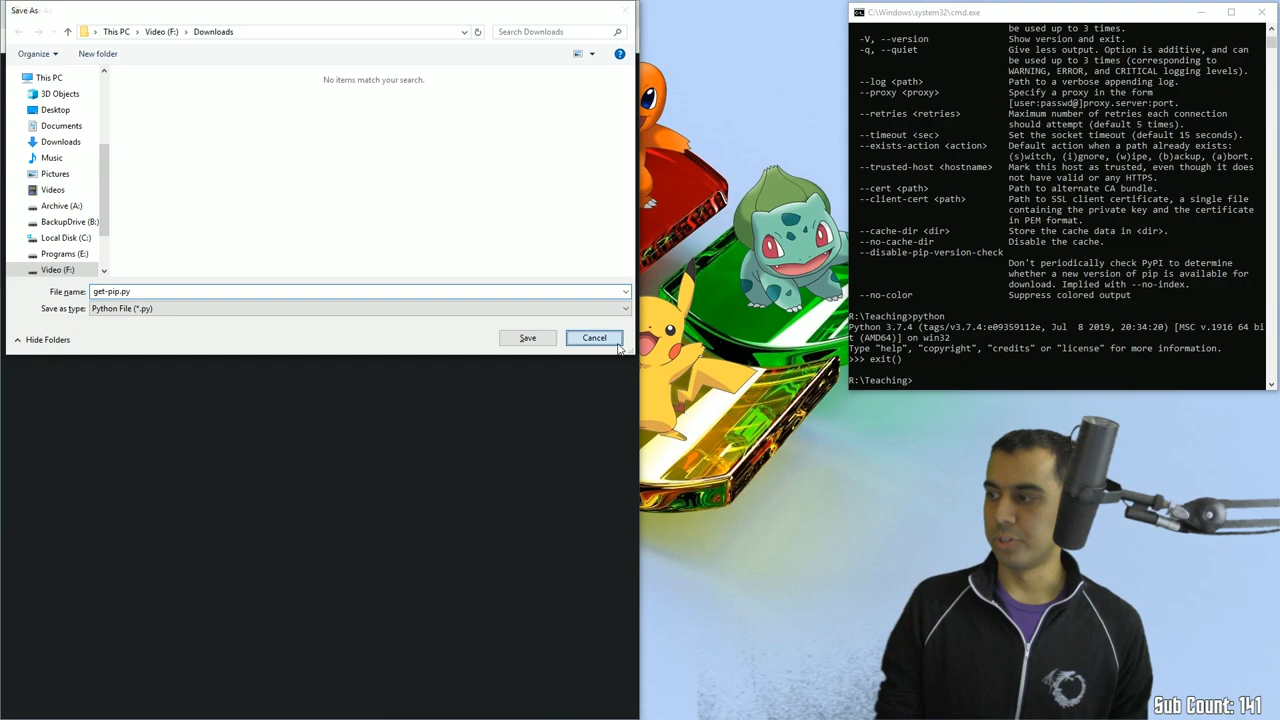 Save As
This PC > Video (F:) > Downloads
Search Downloads
Organize
New folder
?
This PC
3D Objects
Desktop
Documents
Downloads
Music
Pictures
Videos
Archive (A:)
BackupDrive (B:)
Local Disk (C:)
Programs (E:)
Video (F:)
No items match your search.
File name: get-pip.py
Save as type: Python File (*.py)
Hide Folders
Save
Cancel
C:\Windows\system32\cmd.exe
be used up to 3 times.
-V, --version Show version and exit.
-q, --quiet Give less output. Option is additive, and can
be used up to 3 times (corresponding to
WARNING, ERROR, and CRITICAL logging levels).
--log <path> Path to a verbose appending log.
--proxy <proxy> Specify a proxy in the form
[user:passwd@]proxy.server:port.
--retries <retries> Maximum number of retries each connection
should attempt (default 5 times).
--timeout <sec> Set the socket timeout (default 15 seconds).
--exists-action <action> Default action when a path already exists:
(s)witch, (i)gnore, (w)ipe, (b)ackup, (a)bort.
--trusted-host <hostname> Mark this host as trusted, even though it does
not have valid or any HTTPS.
--cert <path> Path to alternate CA bundle.
--client-cert <path> Path to SSL client certificate, a single file
containing the private key and the certificate
in PEM format.
--cache-dir <dir> Store the cache data in <dir>.
--no-cache-dir Disable the cache.
--disable-pip-version-check
Don't periodically check PyPI to determine
whether a new version of pip is available for
download. Implied with --no-index.
--no-color Suppress colored output
R:\Teaching>python
Python 3.7.4 (tags/v3.7.4:e09359112e, Jul 8 2019, 20:34:20) [MSC v.1916 64 bi
t (AMD64)] on win32
Type "help", "copyright", "credits" or "license" for more information.
>>> exit()
R:\Teaching>
Sub Count: 141